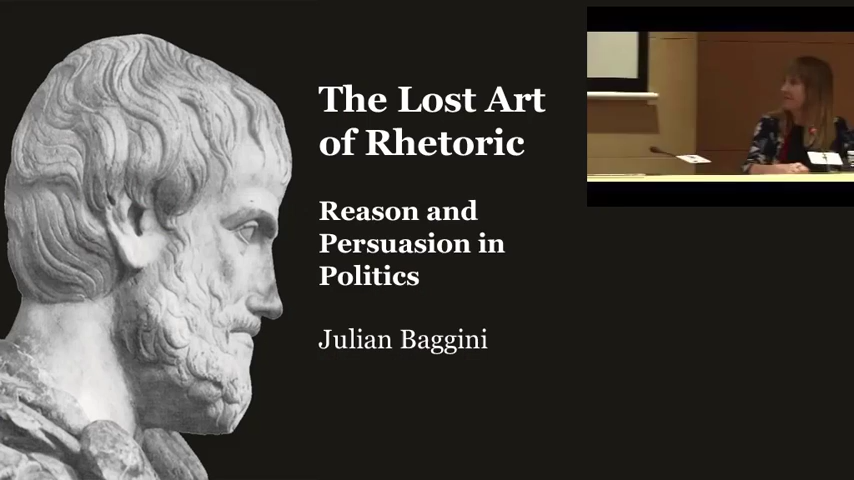 The Lost Art
of Rhetoric
Reason and
Persuasion in
Politics
Julian Baggini